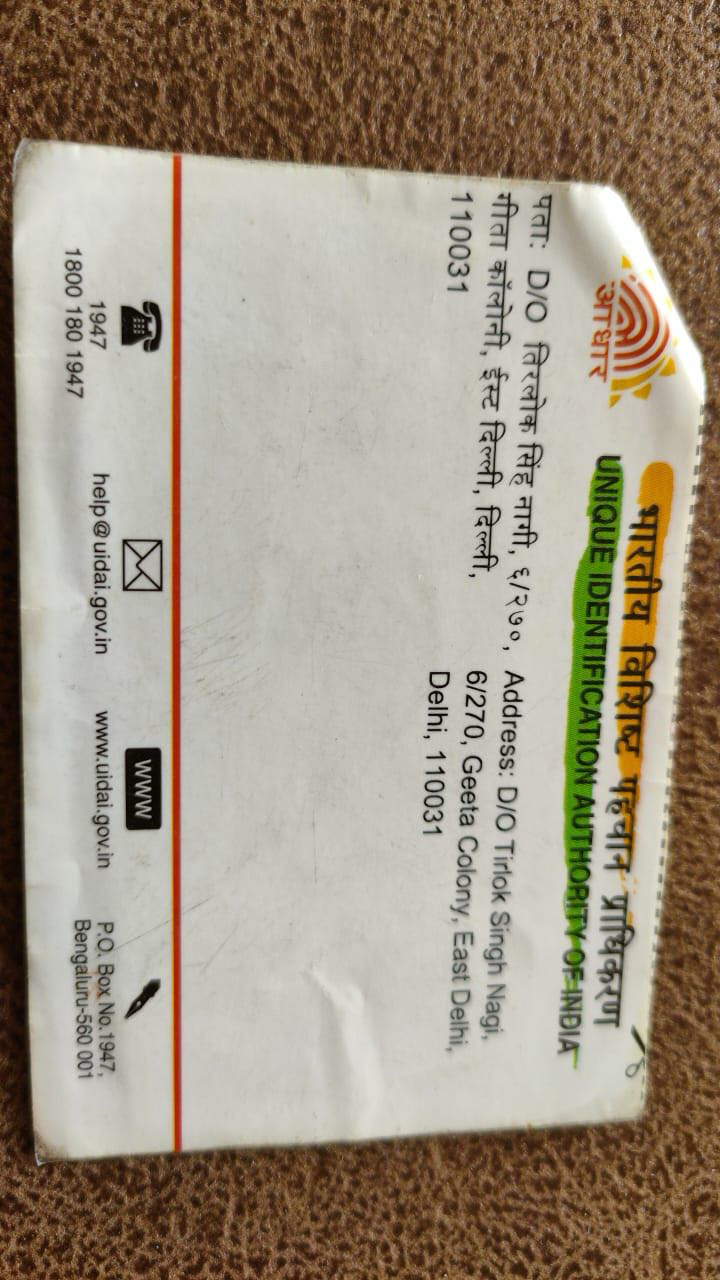 आधार
भारतीय विशिष्ट पहचान प्राधिकरण
UNIQUE IDENTIFICATION AUTHORITY OF INDIA
पताः D/O तिरलोक सिंह नागी, ६/२७०,
गीता कॉलोनी, ईस्ट दिल्ली, दिल्ली,
110031
Address: D/O Tirlok Singh Nagi,
6/270, Geeta Colony, East Delhi,
Delhi, 110031
1947
1800 180 1947
help@uidai.gov.in
www
www.uidai.gov.in
P.O. Box No.1947,
Bengaluru-560 001